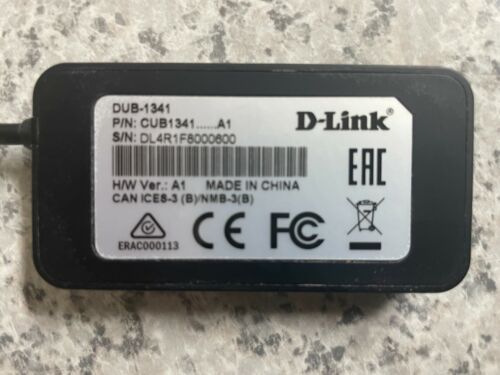 DUB-1341
P/N: CUB1341......A1
S/N: DL4R1F6000600
D-Link
EAC
H/W Ver.: A1 MADE IN CHINA
CAN ICES-3 (B)/NMB-3(B)
CE FC
ERAC000113